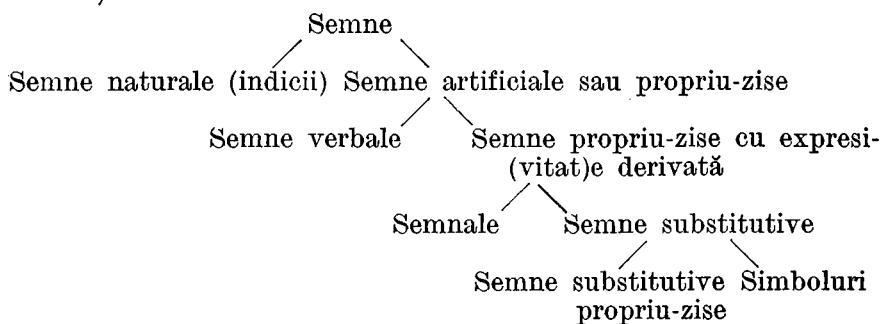 Semne
Semne naturale (indicii) Semne artificiale sau propriu-zise
Semne verbale Semne propriu-zise cu expresi-
(vitat)e derivată
Semnale Semne substitutive
Semne substitutive Simboluri
propriu-zise